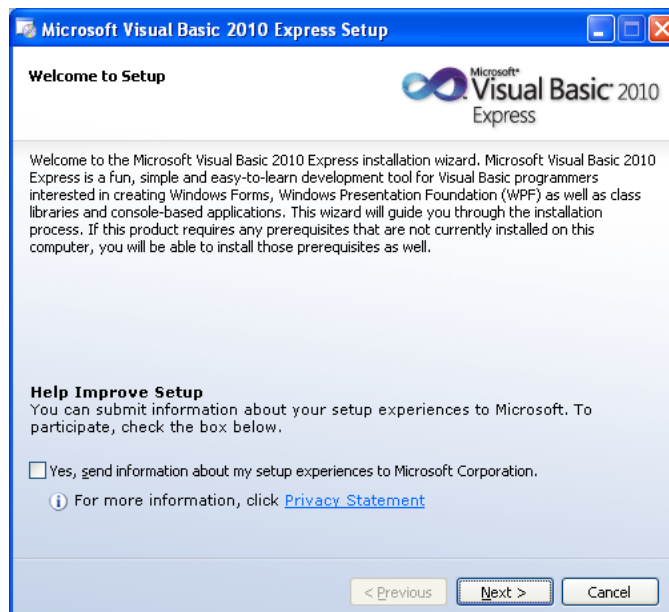 Microsoft Visual Basic 2010 Express Setup
Welcome to Setup
Microsoft®
Visual Basic® 2010
Express
Welcome to the Microsoft Visual Basic 2010 Express installation wizard. Microsoft Visual Basic 2010
Express is a fun, simple and easy-to-learn development tool for Visual Basic programmers
interested in creating Windows Forms, Windows Presentation Foundation (WPF) as well as class
libraries and console-based applications. This wizard will guide you through the installation
process. If this product requires any prerequisites that are not currently installed on this
computer, you will be able to install those prerequisites as well.
Help Improve Setup
You can submit information about your setup experiences to Microsoft. To
participate, check the box below.
Yes, send information about my setup experiences to Microsoft Corporation.
For more information, click Privacy Statement
< Previous Next > Cancel